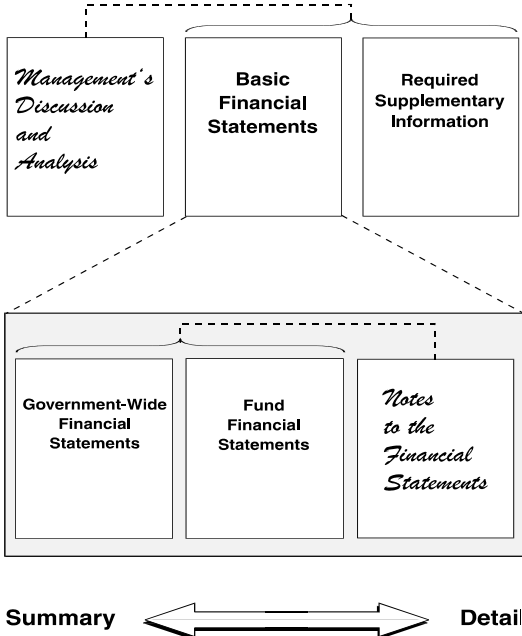 Management's
Discussion
and
Analysis
Basic
Financial
Statements
Required
Supplementary
Information
Government-Wide
Financial
Statements
Fund
Financial
Statements
Notes
to the
Financial
Statements
Summary
Detail